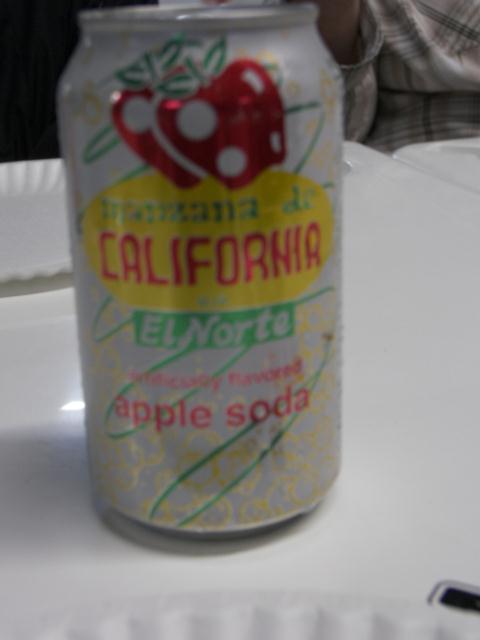 manzana de
CALIFORNIA
El Norte
artificially flavored
apple soda